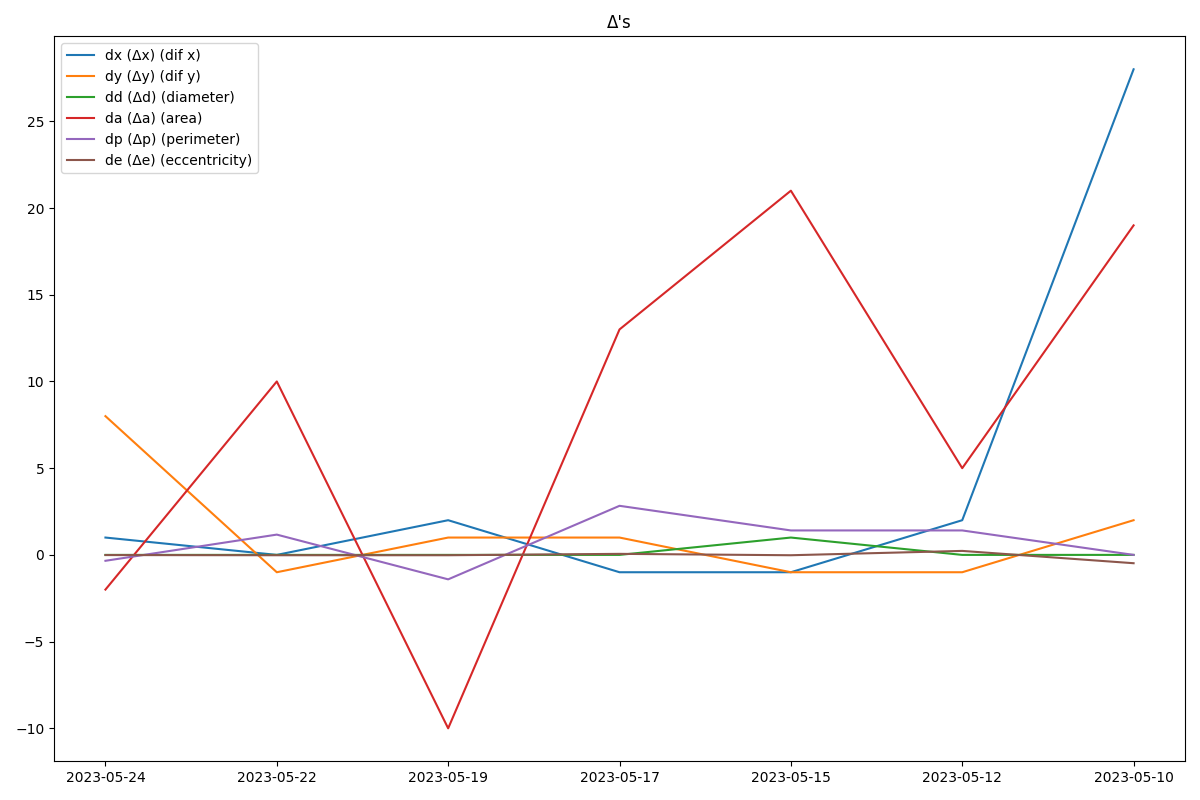 Δ's
dx (Δx) (dif x)
dy (Δy) (dif y)
dd (Δd) (diameter)
da (Δa) (area)
dp (Δp) (perimeter)
de (Δe) (eccentricity)
25
20
15
10
5
0
−5
−10
2023-05-24 2023-05-22 2023-05-19 2023-05-17 2023-05-15 2023-05-12 2023-05-10